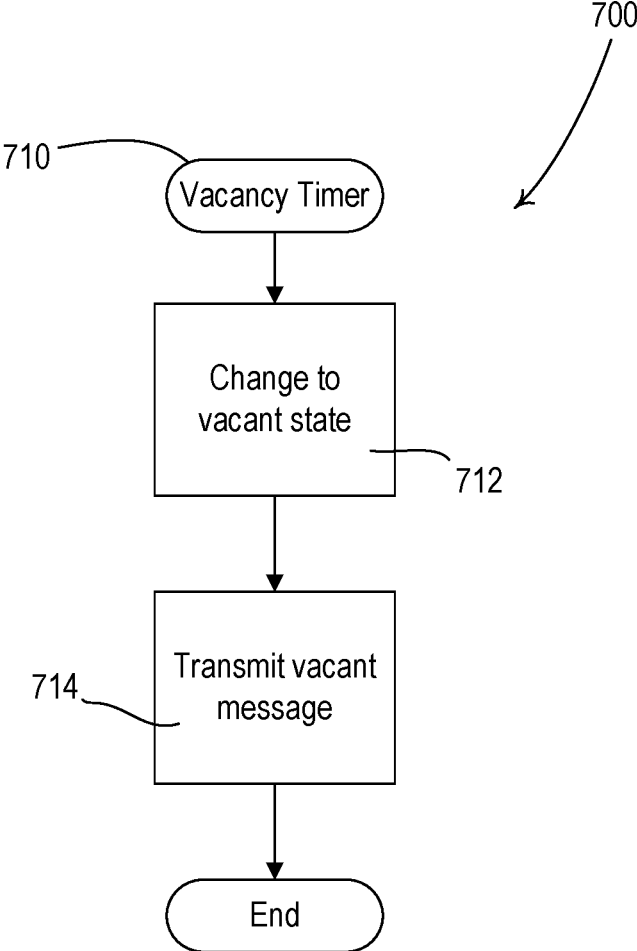 700
710
Vacancy Timer
Change to
vacant state
712
Transmit vacant
message
714
End